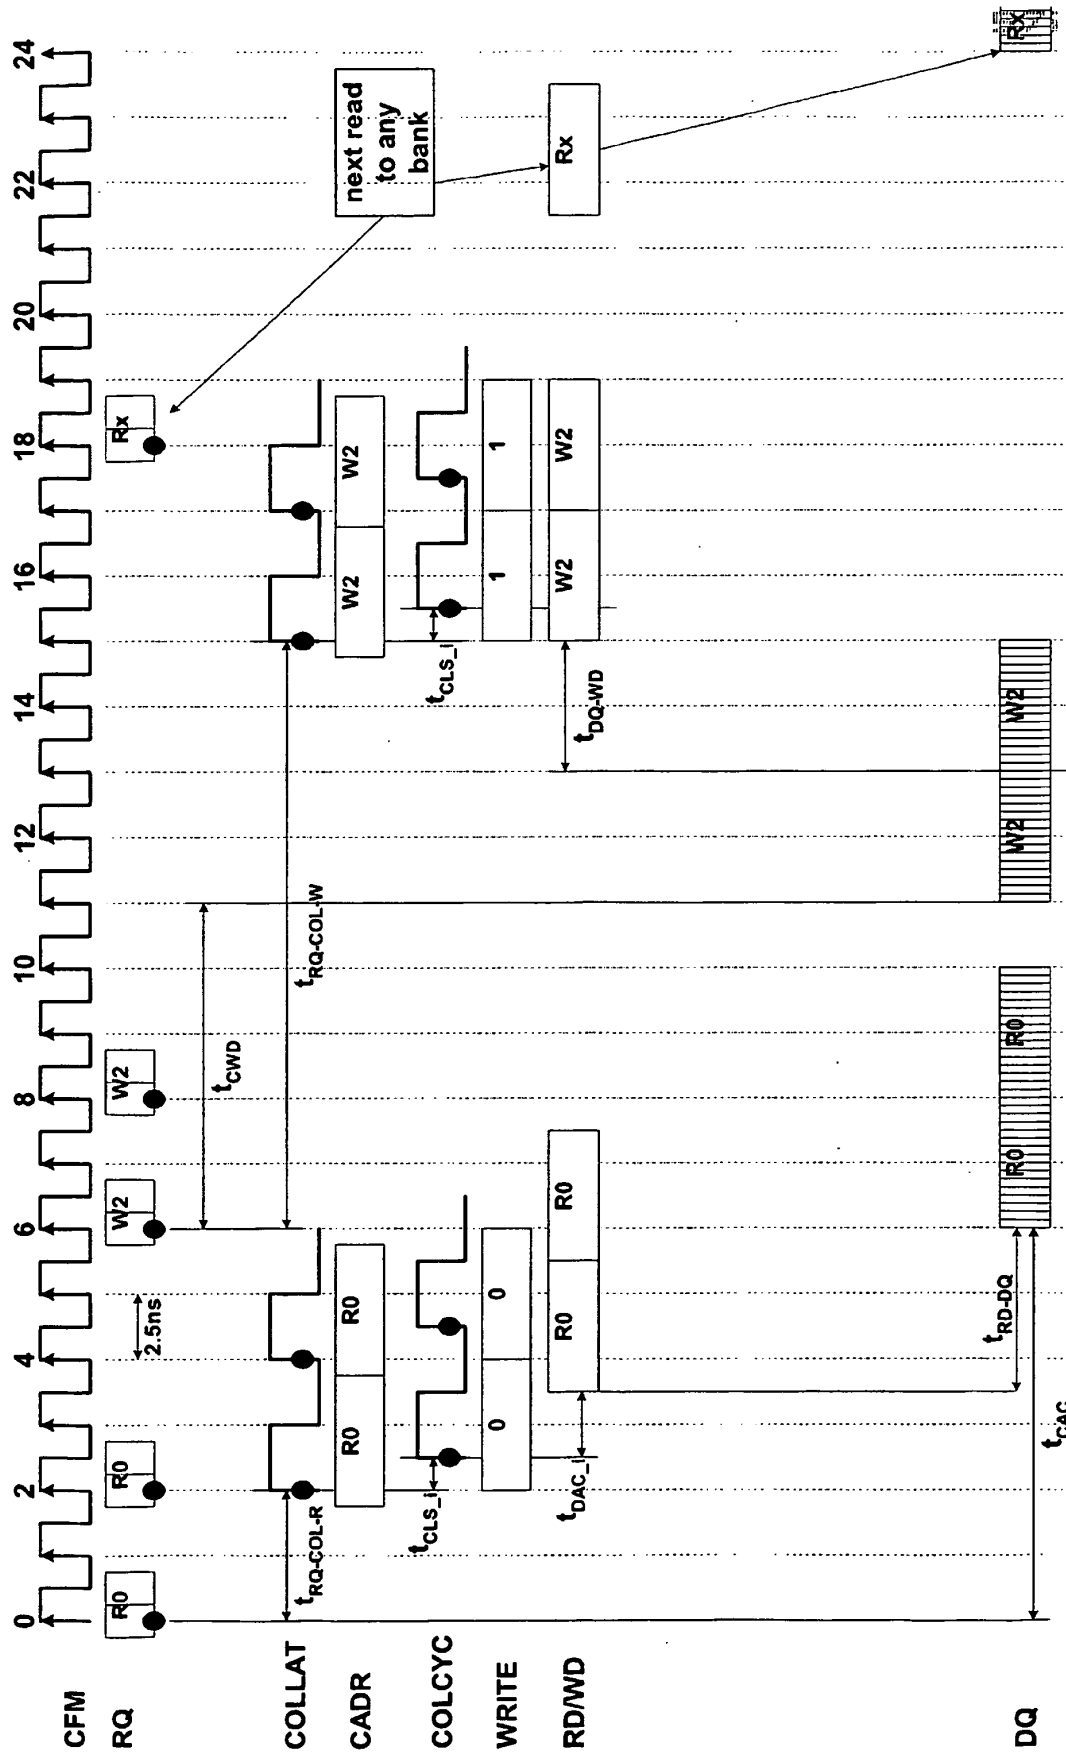 0 2 4 6 8 10 12 14 16 18 20 22 24
CFM
RQ R0 R0 W2 W2 Rx
2.5ns
tCWD
tRQ-COL-R tRQ-COL-W
COLLAT
CADR R0 R0 W2 W2
next read
to any
bank
tCLS_i tCLS_i
COLCYC
WRITE 0 0 1 1
RD/WD R0 R0 W2 W2 Rx
tDAC_i tDQ-WD
DQ R0 R0 W2 W2 Rx
tRD-DQ
tCAC